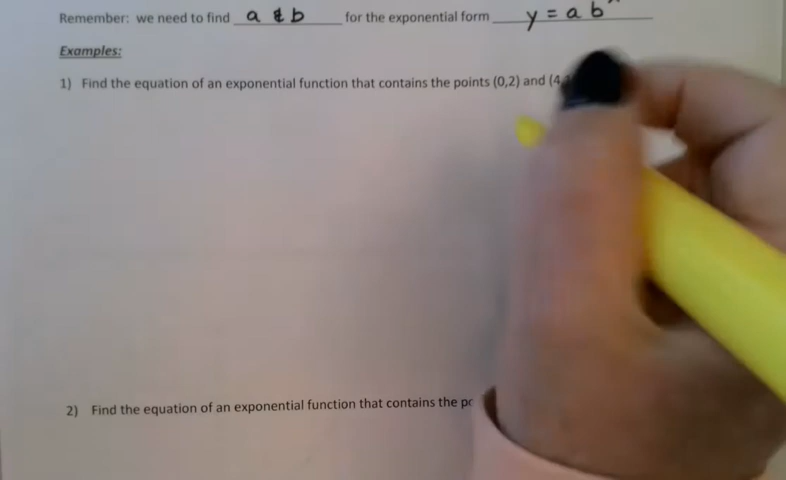 Remember: we need to find a & b for the exponential form y = a b
Examples:
1) Find the equation of an exponential function that contains the points (0,2) and (4,
2) Find the equation of an exponential function that contains the